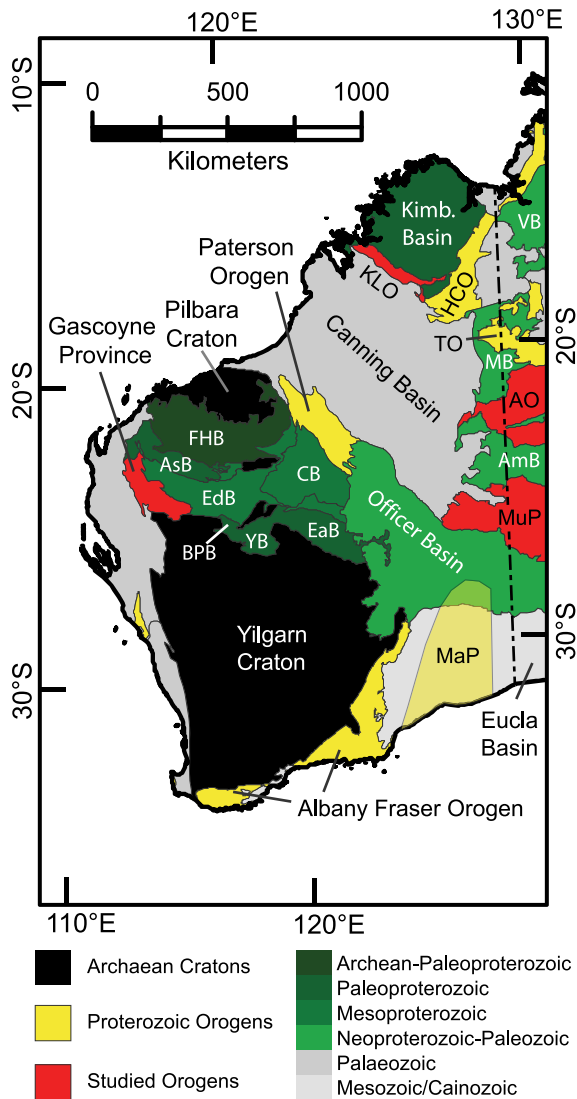 120°E
130°E
10°S
0
500
1000
Kilometers
Kimb.
Basin
VB
Paterson
Orogen
KLO
HCO
Pilbara
Craton
TO
20°S
Gascoyne
Province
Canning Basin
MB
20°S
AO
FHB
AsB
CB
AmB
EdB
Officer Basin
MuP
BPB
YB
EaB
Yilgarn
Craton
MaP
30°S
30°S
Eucla
Basin
Albany Fraser Orogen
110°E
120°E
Archaean Cratons
Proterozoic Orogens
Studied Orogens
Archean-Paleoproterozoic
Paleoproterozoic
Mesoproterozoic
Neoproterozoic-Paleozoic
Palaeozoic
Mesozoic/Cainozoic